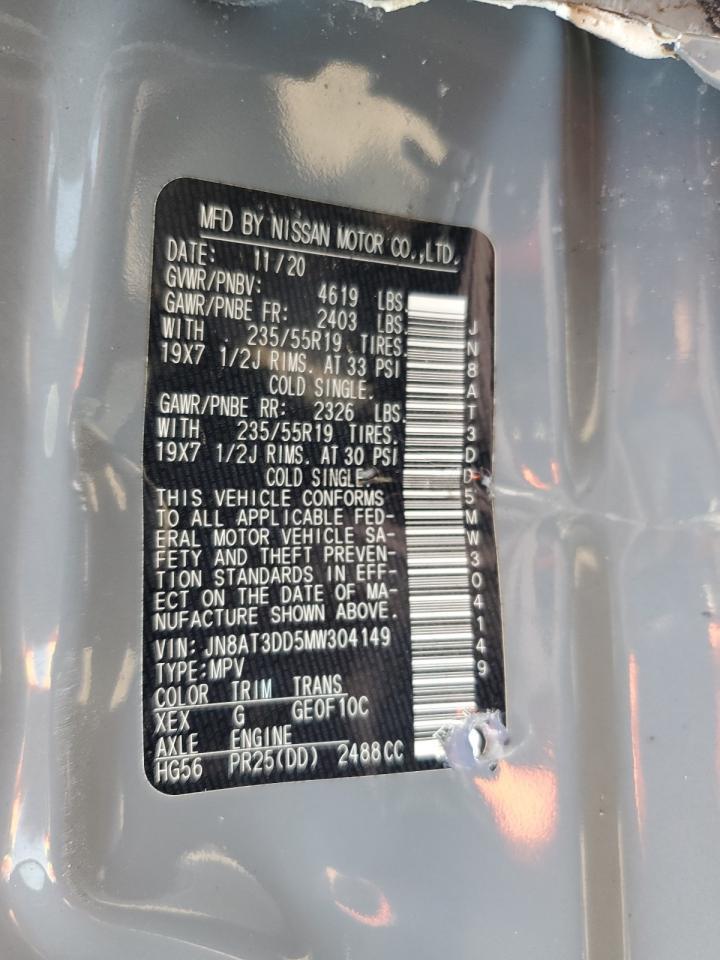 MFD BY NISSAN MOTOR CO.,LTD.
DATE: 11/20
GVWR/PNBV: 4619 LBS.
GAWR/PNBE FR: 2403 LBS.
WITH 235/55R19 TIRES.
19X7 1/2J RIMS. AT 33 PSI
COLD SINGLE.
GAWR/PNBE RR: 2326 LBS.
WITH 235/55R19 TIRES.
19X7 1/2J RIMS. AT 30 PSI
COLD SINGLE.
THIS VEHICLE CONFORMS
TO ALL APPLICABLE FED-
ERAL MOTOR VEHICLE SA-
FETY AND THEFT PREVEN-
TION STANDARDS IN EFF-
ECT ON THE DATE OF MA-
NUFACTURE SHOWN ABOVE.
VIN: JN8AT3DD5MW304149
TYPE:MPV
COLOR TRIM TRANS
XEX G GE0F10C
AXLE ENGINE
HG56 PR25(DD) 2488CC
JN8AT3DD5MW304149